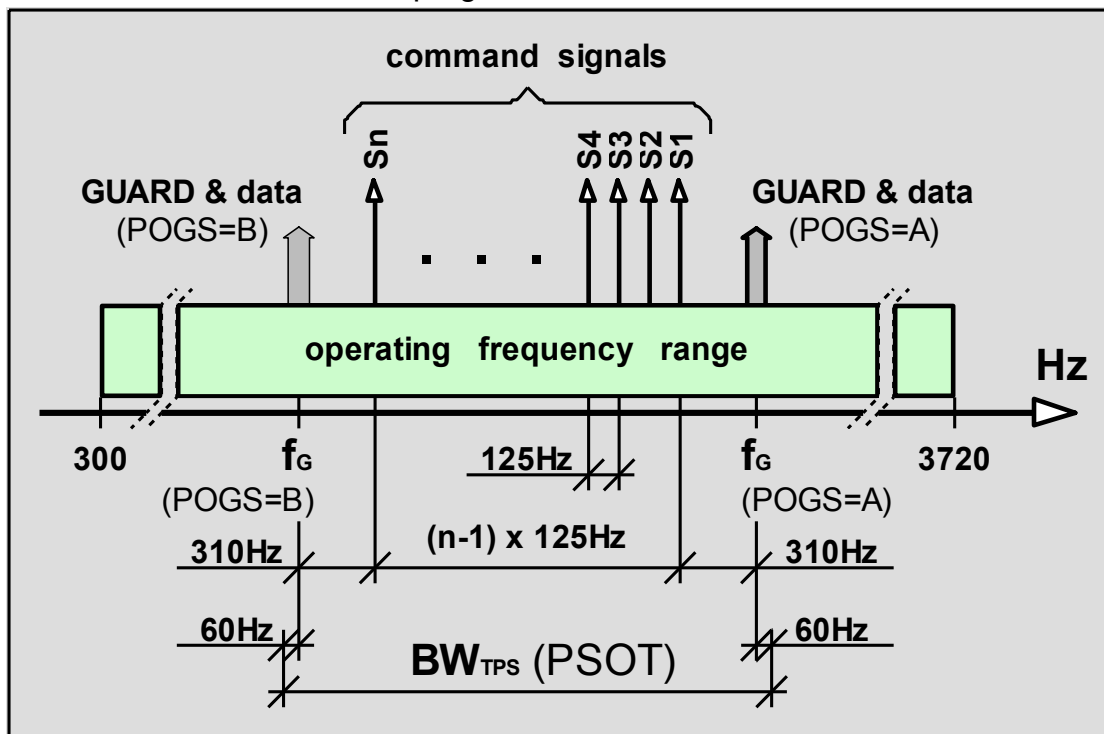 command signals
Sn
S4
S3
S2
S1
GUARD & data
(POGS=B)
GUARD & data
(POGS=A)
. . .
operating frequency range
Hz
300
fG
(POGS=B)
125Hz
fG
(POGS=A)
3720
310Hz
(n-1) x 125Hz
310Hz
60Hz
BWTPS (PSOT)
60Hz